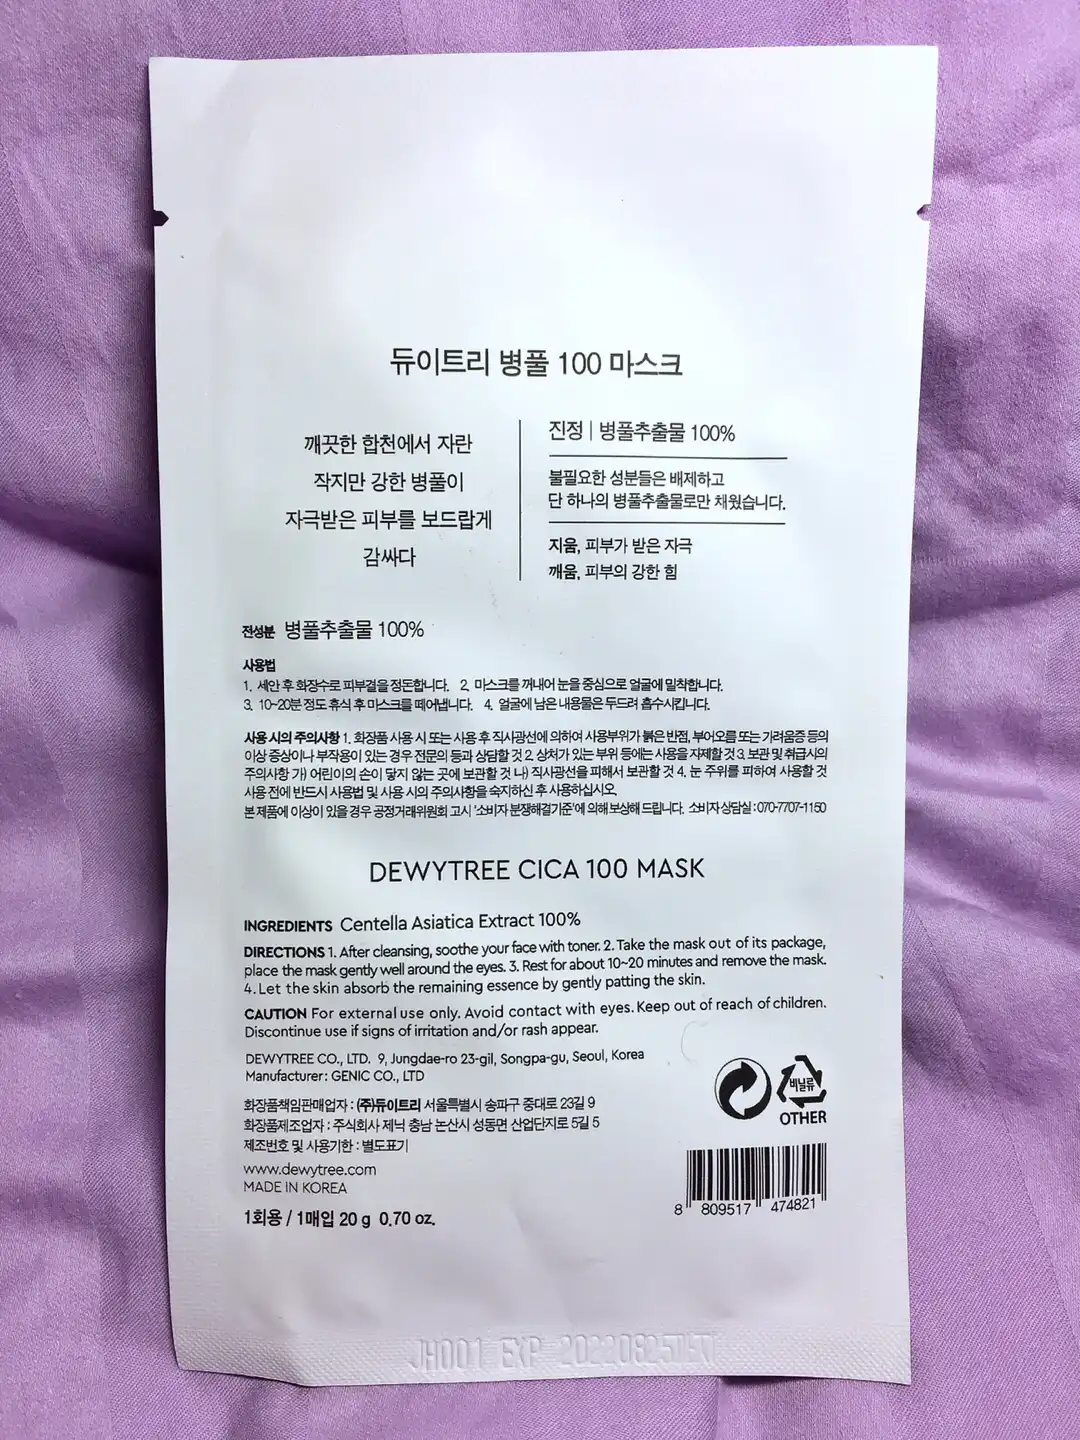 듀이트리 병풀 100 마스크
깨끗한 합천에서 자란
작지만 강한 병풀이
자극받은 피부를 보드랍게
감싸다
진정 | 병풀추출물 100%
불필요한 성분들은 배제하고
단 하나의 병풀추출물로만 채웠습니다.
지움, 피부가 받은 자극
깨움, 피부의 강한 힘
전성분 병풀추출물 100%
사용법
1. 세안 후 화장수로 피부결을 정돈합니다. 2. 마스크를 꺼내어 눈을 중심으로 얼굴에 밀착합니다.
3. 10~20분 정도 휴식 후 마스크를 떼어냅니다. 4. 얼굴에 남은 내용물은 두드려 흡수시킵니다.
사용 시의 주의사항 1. 화장품 사용 시 또는 사용 후 직사광선에 의하여 사용부위가 붉은 반점, 부어오름 또는 가려움증 등의
이상 증상이나 부작용이 있는 경우 전문의 등과 상담할 것 2. 상처가 있는 부위 등에는 사용을 자제할 것 3. 보관 및 취급시의
주의사항 가) 어린이의 손이 닿지 않는 곳에 보관할 것 나) 직사광선을 피해서 보관할 것 4. 눈 주위를 피하여 사용할 것
사용 전에 반드시 사용법 및 사용 시의 주의사항을 숙지하신 후 사용하십시오.
본 제품에 이상이 있을 경우 공정거래위원회 고시 '소비자 분쟁해결기준'에 의해 보상해 드립니다. 소비자 상담실 : 070-7707-1150
DEWYTREE CICA 100 MASK
INGREDIENTS Centella Asiatica Extract 100%
DIRECTIONS 1. After cleansing, soothe your face with toner. 2. Take the mask out of its package,
place the mask gently well around the eyes. 3. Rest for about 10~20 minutes and remove the mask.
4. Let the skin absorb the remaining essence by gently patting the skin.
CAUTION For external use only. Avoid contact with eyes. Keep out of reach of children.
Discontinue use if signs of irritation and/or rash appear.
DEWYTREE CO., LTD. 9, Jungdae-ro 23-gil, Songpa-gu, Seoul, Korea
Manufacturer: GENIC CO., LTD
화장품책임판매업자 : (주)듀이트리 서울특별시 송파구 중대로 23길 9
화장품제조업자 : 주식회사 제닉 충남 논산시 성동면 산업단지로 5길 5
제조번호 및 사용기한 : 별도표기
www.dewytree.com
MADE IN KOREA
1회용 / 1매입 20 g 0.70 oz.
비닐류
OTHER
8 809517 474821
JH001 EXP 20220825까지